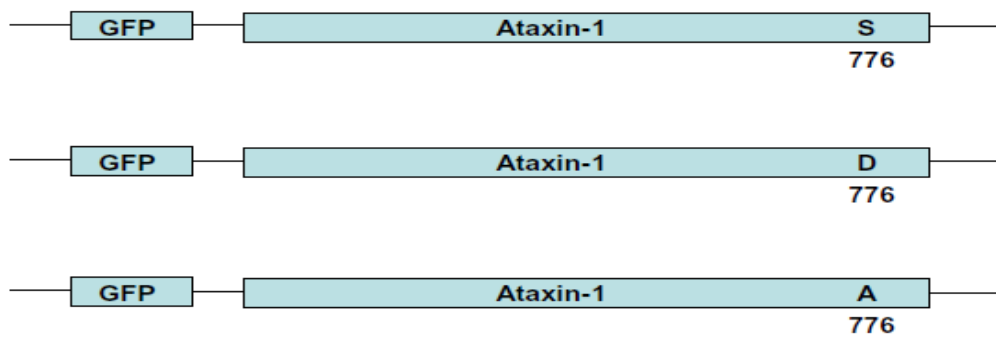 GFP Ataxin-1 S
776
GFP Ataxin-1 D
776
GFP Ataxin-1 A
776